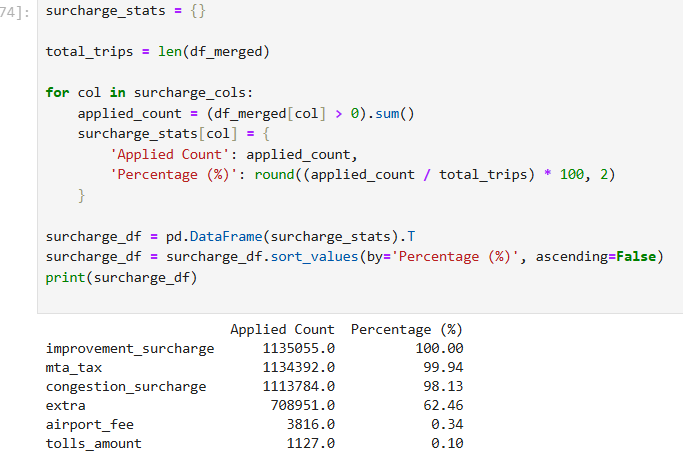 74]:
surcharge_stats = {}
total_trips = len(df_merged)
for col in surcharge_cols:
    applied_count = (df_merged[col] > 0).sum()
    surcharge_stats[col] = {
        'Applied Count': applied_count,
        'Percentage (%)': round((applied_count / total_trips) * 100, 2)
    }
surcharge_df = pd.DataFrame(surcharge_stats).T
surcharge_df = surcharge_df.sort_values(by='Percentage (%)', ascending=False)
print(surcharge_df)
                       Applied Count  Percentage (%)
improvement_surcharge      1135055.0          100.00
mta_tax                    1134392.0           99.94
congestion_surcharge       1113784.0           98.13
extra                       708951.0           62.46
airport_fee                   3816.0            0.34
tolls_amount                  1127.0            0.10